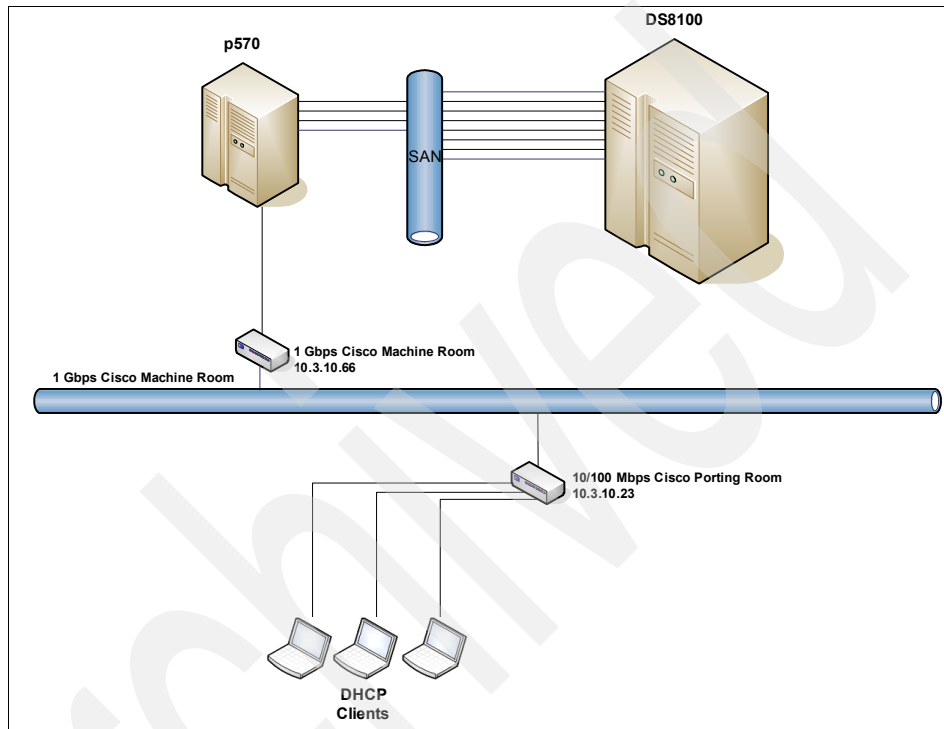 DS8100
p570
SAN
1 Gbps Cisco Machine Room
10.3.10.66
1 Gbps Cisco Machine Room
10/100 Mbps Cisco Porting Room
10.3.10.23
DHCP
Clients